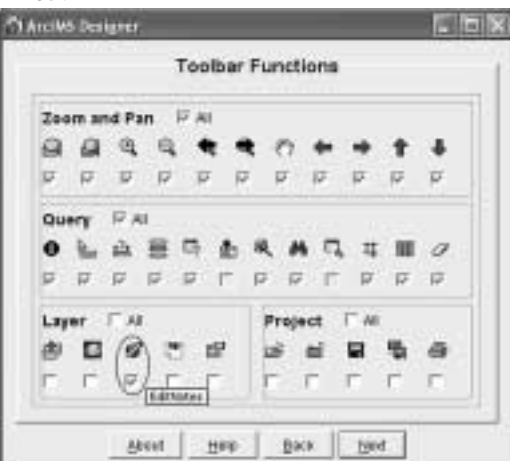 ArcIMS Designer
Toolbar Functions
Zoom and Pan All
Query All
Layer All Project All
EditNotes
About Help Back Next